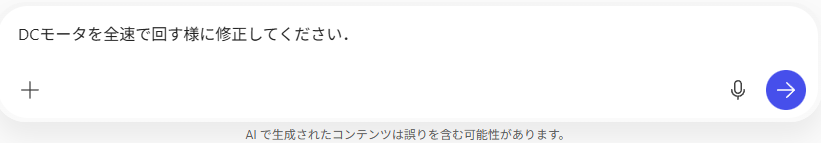 DCモータを全速で回す様に修正してください．
AI で生成されたコンテンツは誤りを含む可能性があります。